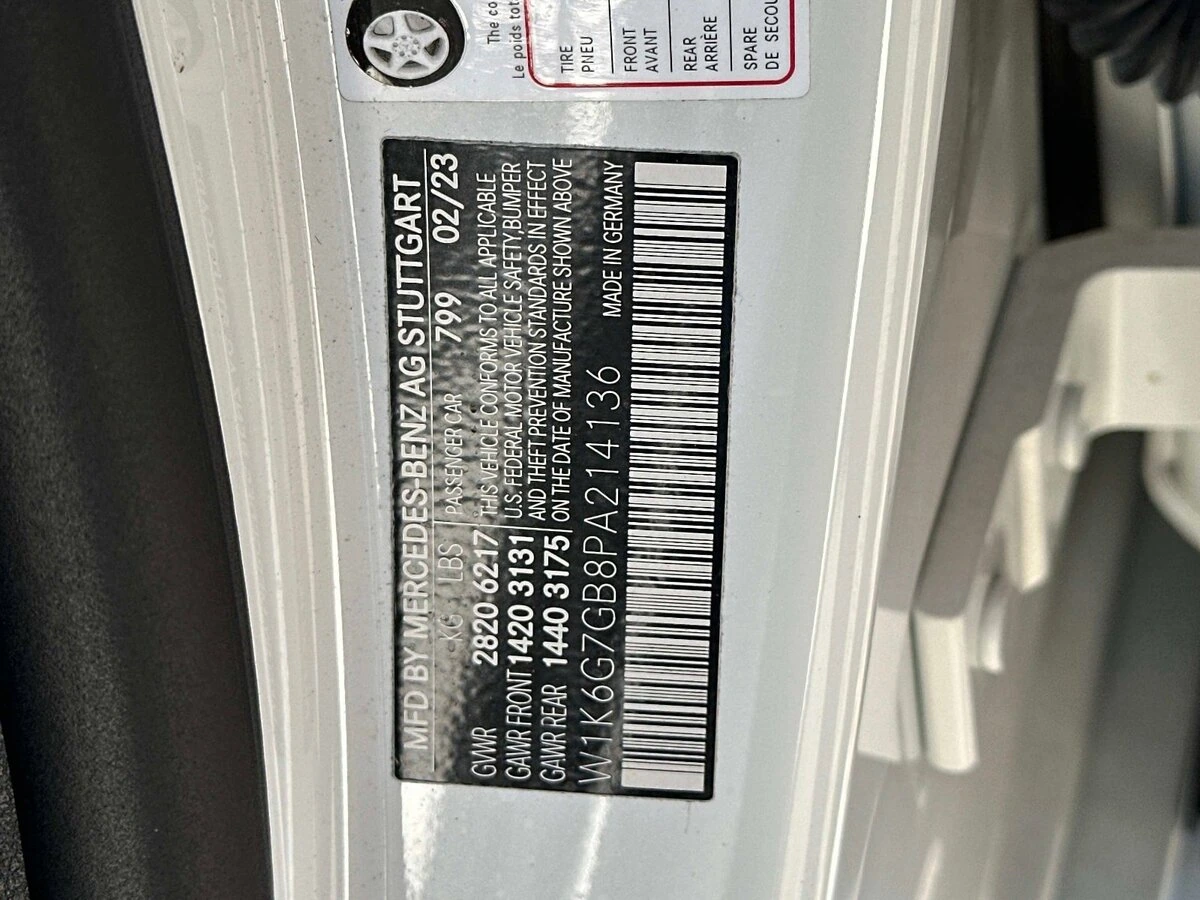 The co
Le poids tot
TIRE
PNEU
FRONT
AVANT
REAR
ARRIÈRE
SPARE
DE SECOU
MFD BY MERCEDES-BENZ AG STUTTGART
KG LBS PASSENGER CAR 799 02/23
GVWR 2820 6217 THIS VEHICLE CONFORMS TO ALL APPLICABLE
GAWR FRONT 1420 3131 U.S. FEDERAL MOTOR VEHICLE SAFETY,BUMPER
GAWR REAR 1440 3175 AND THEFT PREVENTION STANDARDS IN EFFECT
ON THE DATE OF MANUFACTURE SHOWN ABOVE
W1K6G7GB8PA214136 MADE IN GERMANY